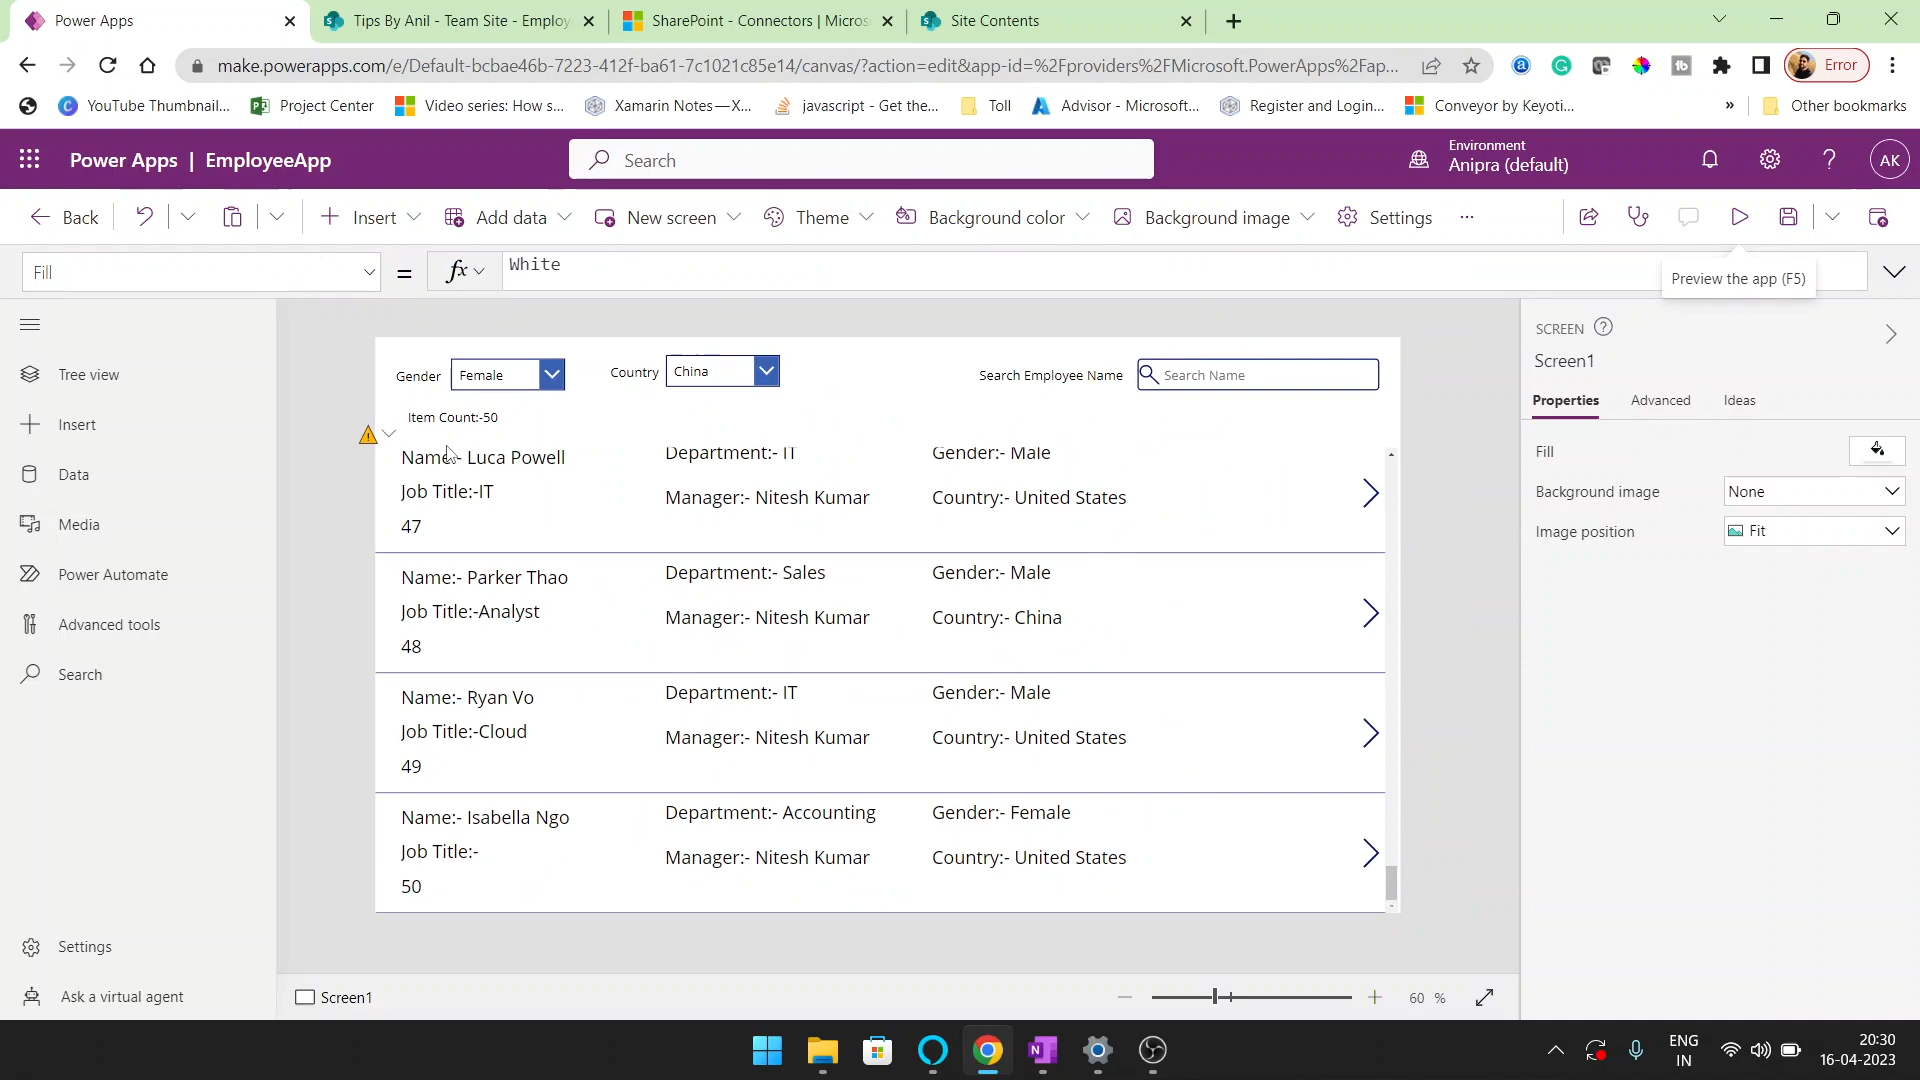 Power Apps
Tips By Anil - Team Site - Employ
SharePoint - Connectors | Micros
Site Contents
make.powerapps.com/e/Default-bcbae46b-7223-412f-ba61-7c1021c85e14/canvas/?action=edit&app-id=%2Fproviders%2FMicrosoft.PowerApps%2Fap...
Error
YouTube Thumbnail...
Project Center
Video series: How s...
Xamarin Notes—X...
javascript - Get the...
Toll
Advisor - Microsoft...
Register and Login...
Conveyor by Keyoti...
»
Other bookmarks
Power Apps | EmployeeApp
Search
Environment
Anipra (default)
AK
Back
Insert
Add data
New screen
Theme
Background color
Background image
Settings
...
Fill
=
fx
White
Preview the app (F5)
Tree view
Insert
Data
Media
Power Automate
Advanced tools
Search
Settings
Ask a virtual agent
Gender
Female
Country
China
Search Employee Name
Search Name
Item Count:-50
Name:- Luca Powell
Department:- IT
Gender:- Male
Job Title:-IT
Manager:- Nitesh Kumar
Country:- United States
47
Name:- Parker Thao
Department:- Sales
Gender:- Male
Job Title:-Analyst
Manager:- Nitesh Kumar
Country:- China
48
Name:- Ryan Vo
Department:- IT
Gender:- Male
Job Title:-Cloud
Manager:- Nitesh Kumar
Country:- United States
49
Name:- Isabella Ngo
Department:- Accounting
Gender:- Female
Job Title:-
Manager:- Nitesh Kumar
Country:- United States
50
Screen1
60 %
SCREEN
Screen1
Properties
Advanced
Ideas
Fill
Background image
None
Image position
Fit
ENG
IN
20:30
16-04-2023